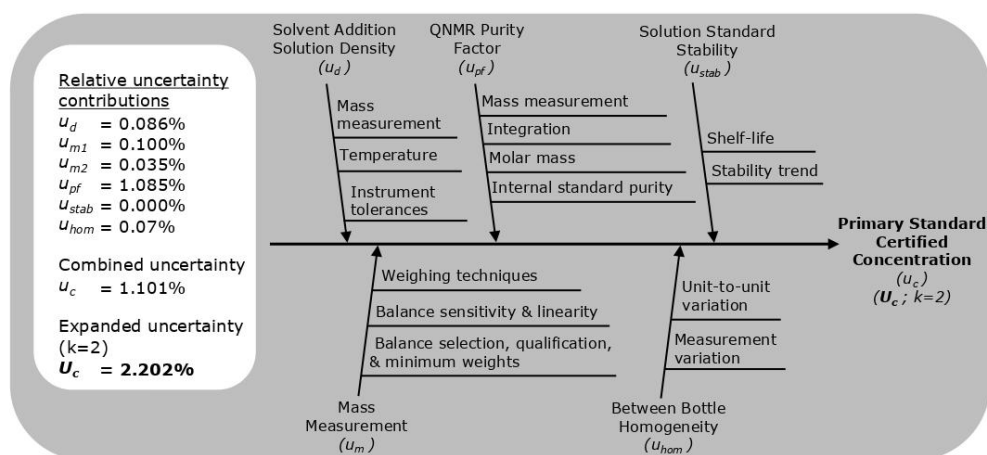 Relative uncertainty
contributions
u_d = 0.086%
u_m1 = 0.100%
u_m2 = 0.035%
u_pf = 1.085%
u_stab = 0.000%
u_hom = 0.07%
Combined uncertainty
u_c = 1.101%
Expanded uncertainty
(k=2)
U_c = 2.202%
Solvent Addition
Solution Density
(u_d)
Mass
measurement
Temperature
Instrument
tolerances
QNMR Purity
Factor
(u_pf)
Mass measurement
Integration
Molar mass
Internal standard purity
Solution Standard
Stability
(u_stab)
Shelf-life
Stability trend
Primary Standard
Certified
Concentration
(u_c)
(U_c; k=2)
Weighing techniques
Balance sensitivity & linearity
Balance selection, qualification,
& minimum weights
Mass
Measurement
(u_m)
Unit-to-unit
variation
Measurement
variation
Between Bottle
Homogeneity
(u_hom)